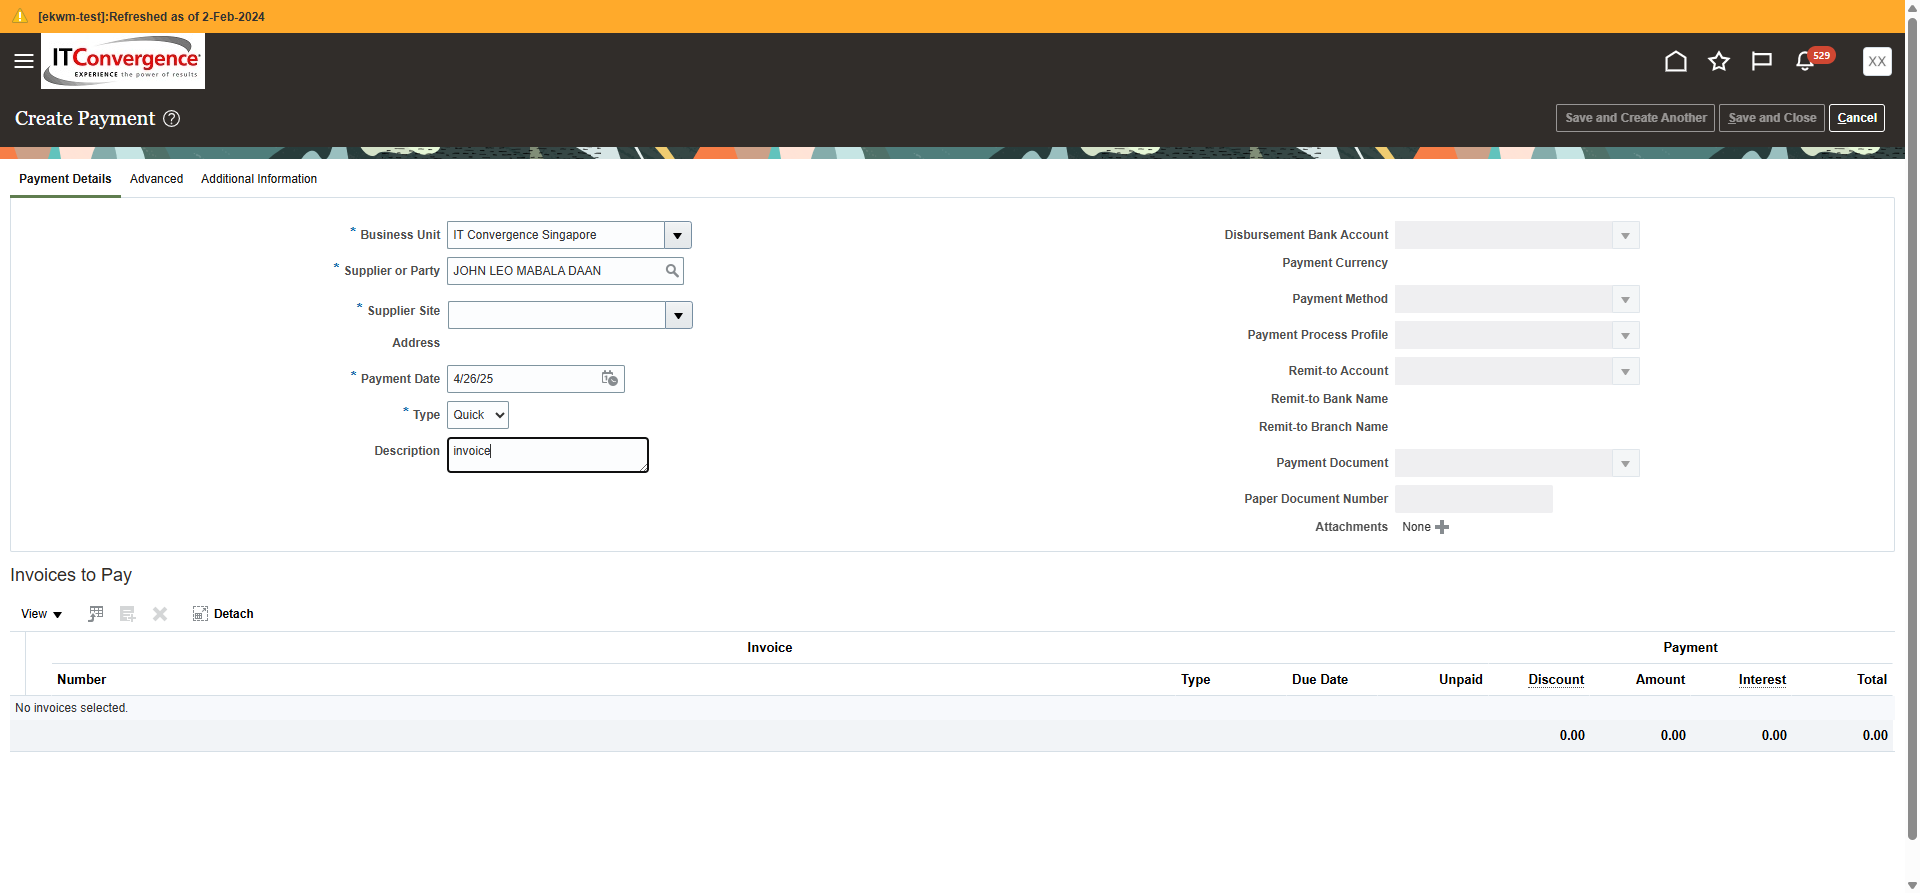 [ekwm-test]:Refreshed as of 2-Feb-2024
ITConvergence
EXPERIENCE the power of results
529
XX
Create Payment ?
Save and Create Another
Save and Close
Cancel
Payment Details
Advanced
Additional Information
* Business Unit IT Convergence Singapore
* Supplier or Party JOHN LEO MABALA DAAN
* Supplier Site
Address
* Payment Date 4/26/25
* Type Quick
Description invoice
Disbursement Bank Account
Payment Currency
Payment Method
Payment Process Profile
Remit-to Account
Remit-to Bank Name
Remit-to Branch Name
Payment Document
Paper Document Number
Attachments None
Invoices to Pay
View
Detach
Invoice Payment
Number Type Due Date Unpaid Discount Amount Interest Total
No invoices selected.
0.00 0.00 0.00 0.00